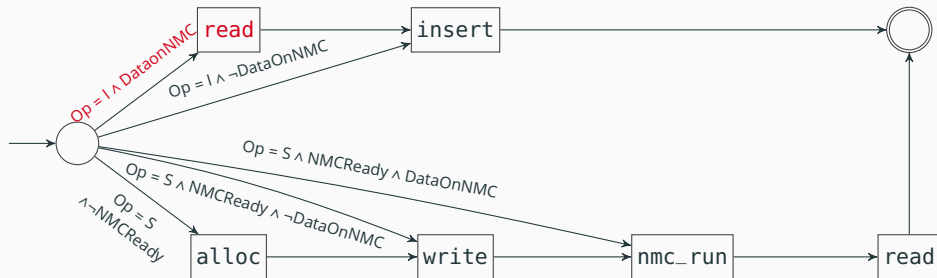 read
insert
Op = I ∧ DataonNMC
Op = I ∧ ¬DataOnNMC
Op = S ∧ NMCReady ∧ DataOnNMC
Op = S ∧ NMCReady ∧ ¬DataOnNMC
Op = S
∧¬NMCReady
alloc
write
nmc_run
read